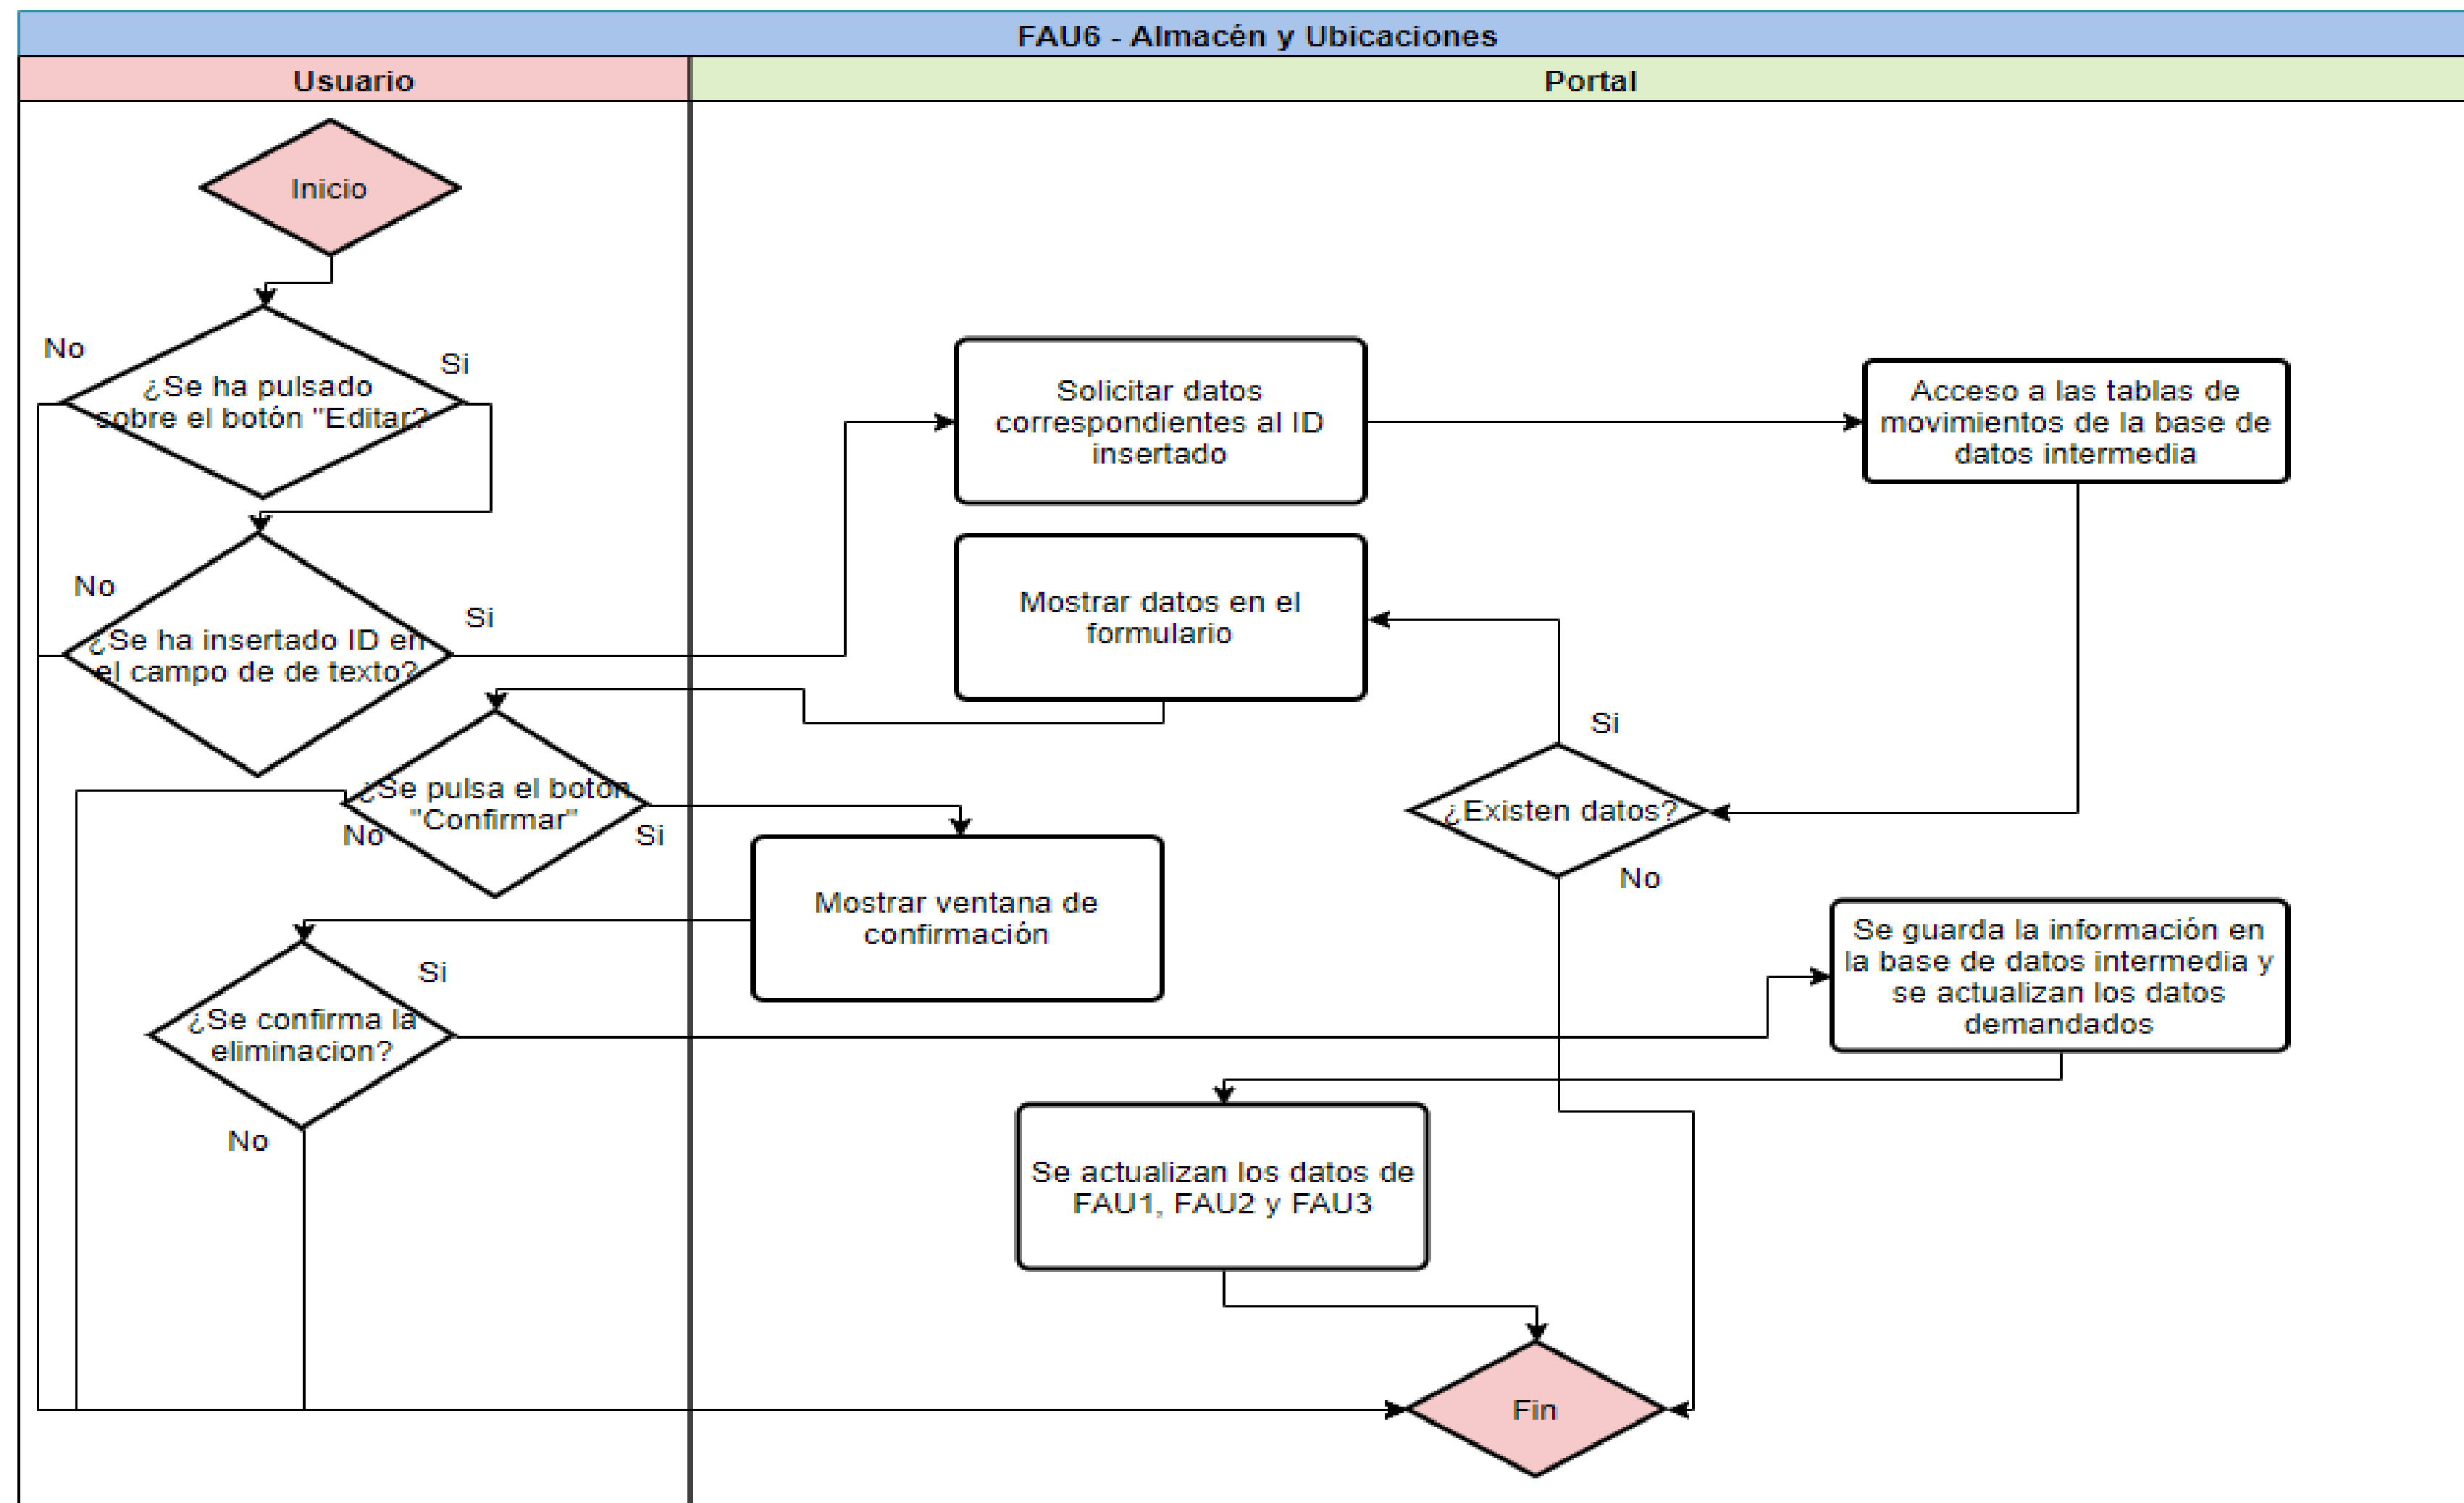 FAU6 - Almacén y Ubicaciones
Usuario
Portal
Inicio
No
Si
¿Se ha pulsado
sobre el botón "Editar?
Solicitar datos
correspondientes al ID
insertado
Acceso a las tablas de
movimientos de la base de
datos intermedia
No
Si
¿Se ha insertado ID en
el campo de de texto?
Mostrar datos en el
formulario
Si
¿Se pulsa el botón
"Confirmar"
No
Si
¿Existen datos?
No
Mostrar ventana de
confirmación
Se guarda la información en
la base de datos intermedia y
se actualizan los datos
demandados
Si
¿Se confirma la
eliminacion?
No
Se actualizan los datos de
FAU1, FAU2 y FAU3
Fin